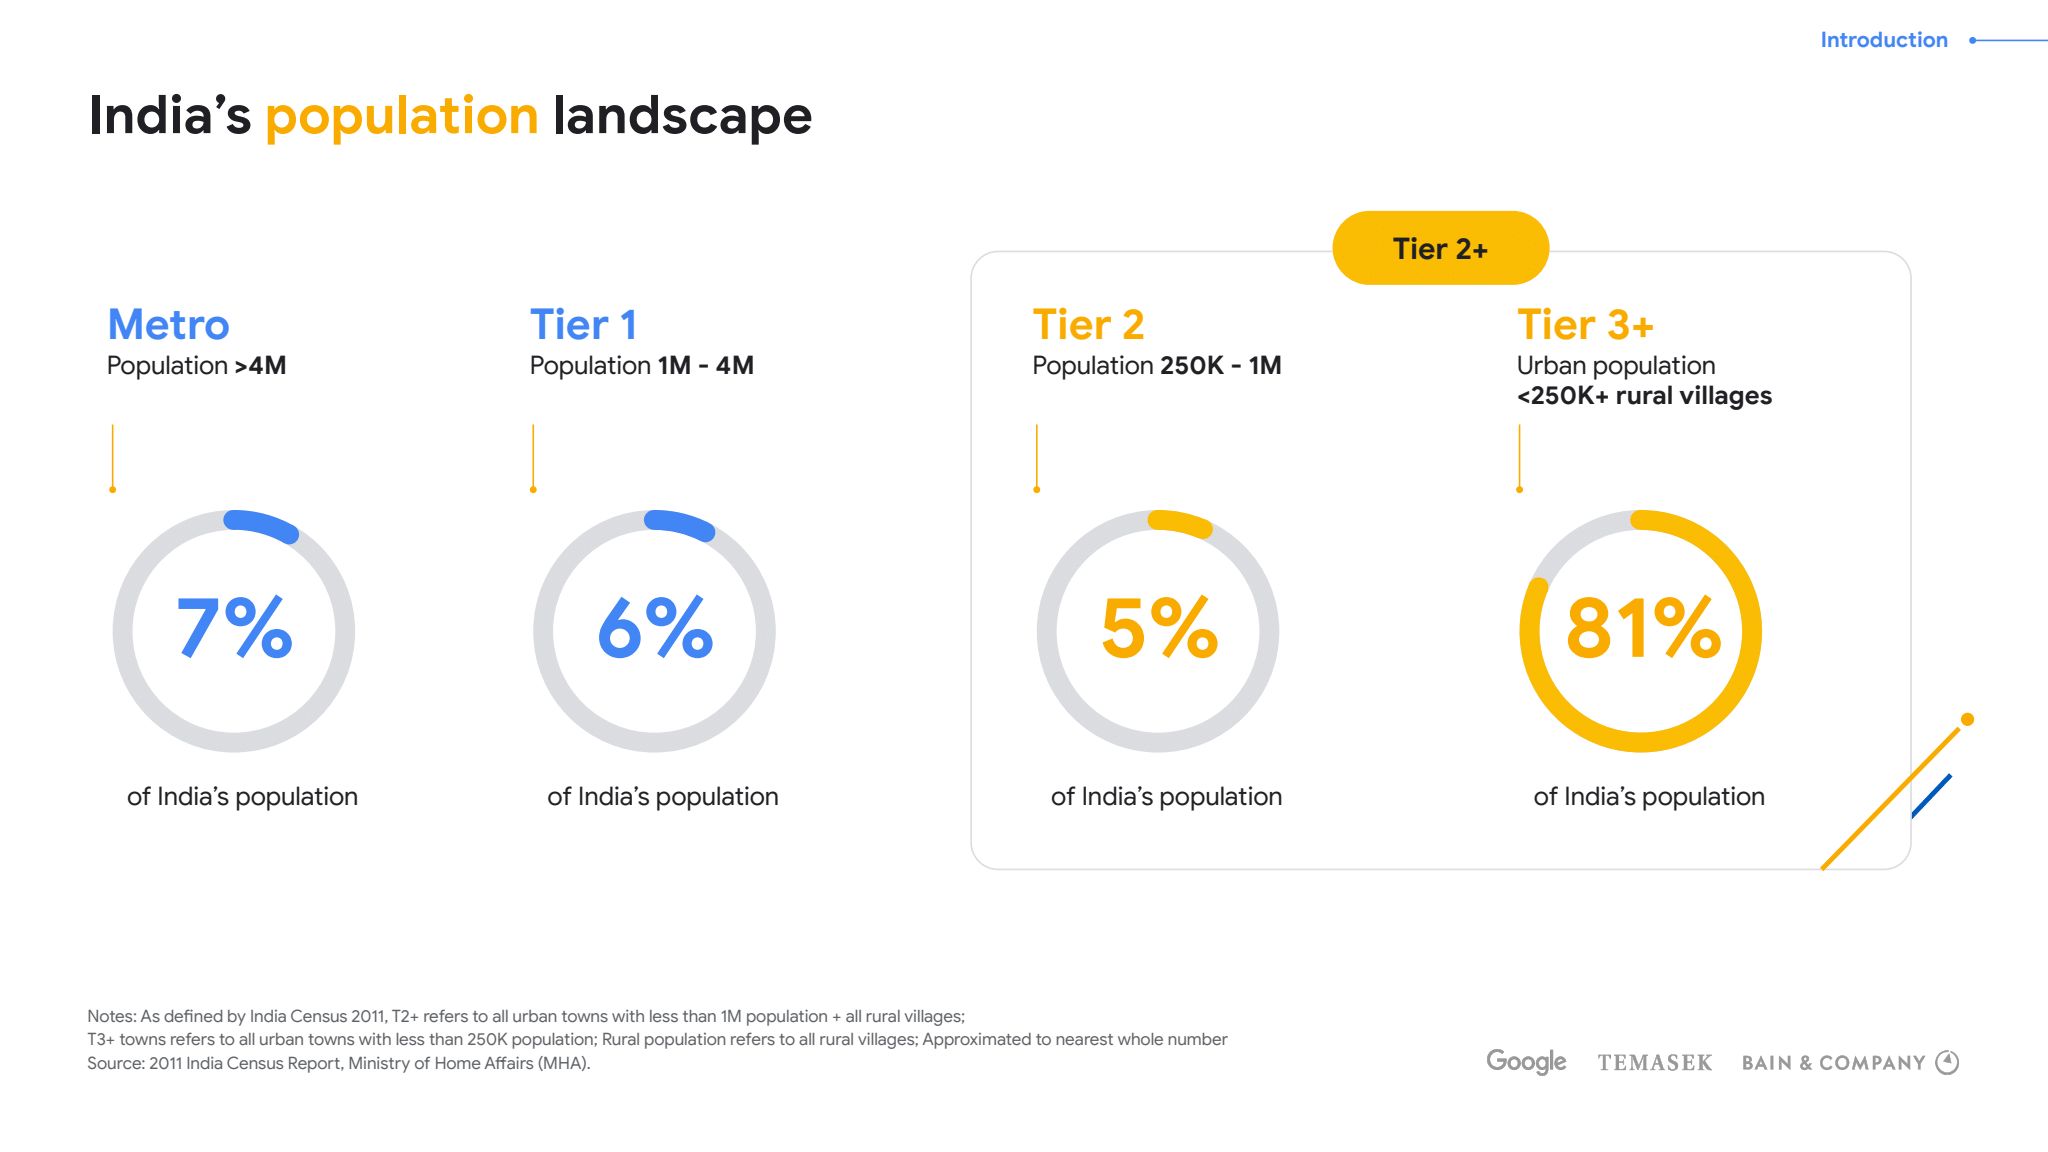 Introduction
India’s population landscape
Tier 2+
Metro
Population >4M
7%
of India’s population
Tier 1
Population 1M - 4M
6%
of India’s population
Tier 2
Population 250K - 1M
5%
of India’s population
Tier 3+
Urban population
<250K+ rural villages
81%
of India’s population
Notes: As defined by India Census 2011, T2+ refers to all urban towns with less than 1M population + all rural villages;
T3+ towns refers to all urban towns with less than 250K population; Rural population refers to all rural villages; Approximated to nearest whole number
Source: 2011 India Census Report, Ministry of Home Affairs (MHA).
Google TEMASEK BAIN & COMPANY